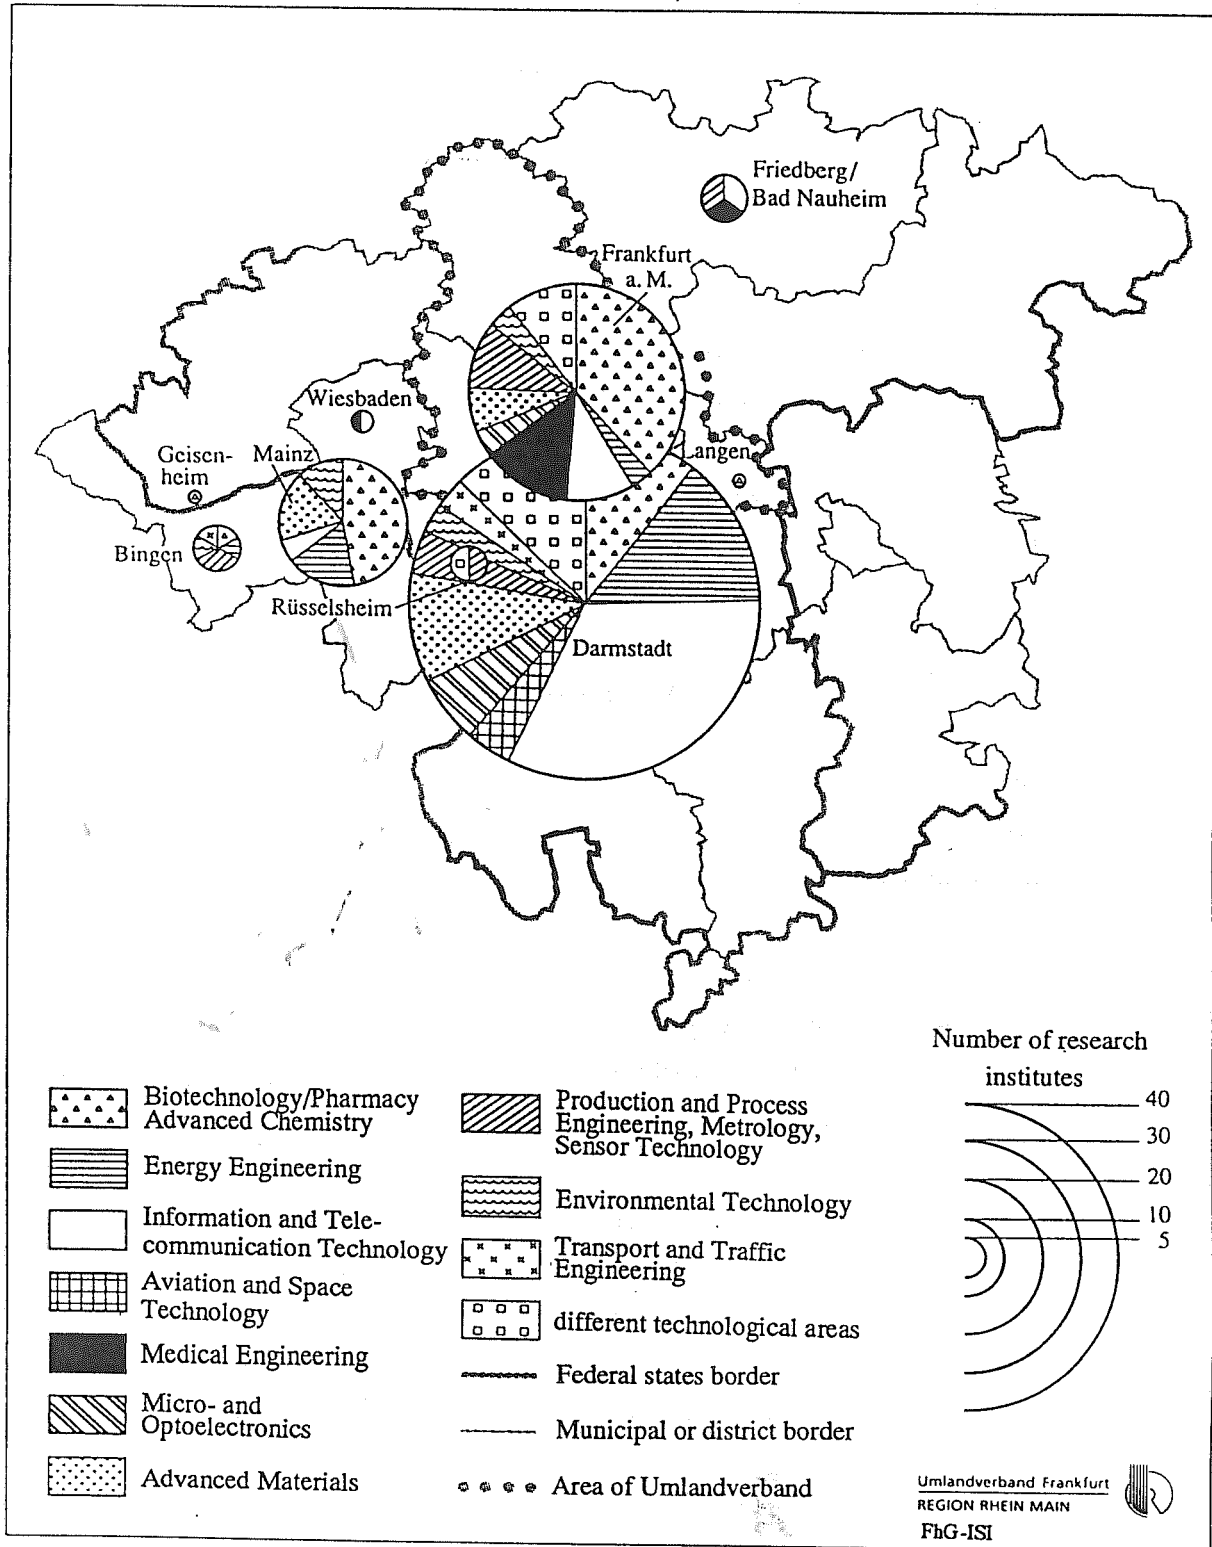 Friedberg/
Bad Nauheim
Frankfurt
a. M.
Wiesbaden
Geisen-
heim
Mainz
Langen
Bingen
Rüsselsheim
Darmstadt
Number of research
institutes
40
30
20
10
5
Biotechnology/Pharmacy
Advanced Chemistry
Energy Engineering
Information and Tele-
communication Technology
Aviation and Space
Technology
Medical Engineering
Micro- and
Optoelectronics
Advanced Materials
Production and Process
Engineering, Metrology,
Sensor Technology
Environmental Technology
Transport and Traffic
Engineering
different technological areas
Federal states border
Municipal or district border
Area of Umlandverband
Umlandverband Frankfurt
REGION RHEIN MAIN
FhG-ISI